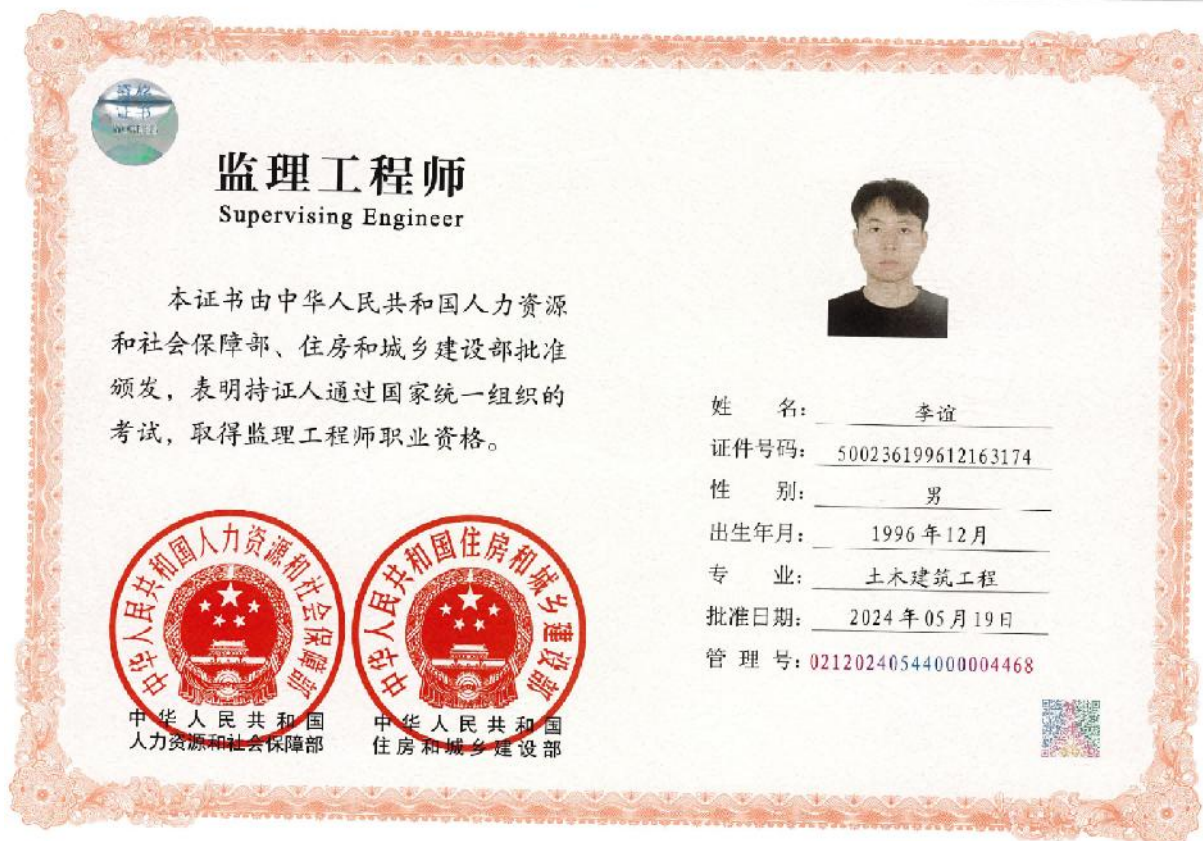 资格
证书
监理工程师
Supervising Engineer
本证书由中华人民共和国人力资源
和社会保障部、住房和城乡建设部批准
颁发，表明持证人通过国家统一组织的
考试，取得监理工程师职业资格。
中华人民共和国人力资源和社会保障部
中华人民共和国
人力资源和社会保障部
中华人民共和国住房和城乡建设部
中华人民共和国
住房和城乡建设部
姓 名：李谊
证件号码：500236199612163174
性 别：男
出生年月：1996年12月
专 业：土木建筑工程
批准日期：2024年05月19日
管 理 号：02120240544000004468